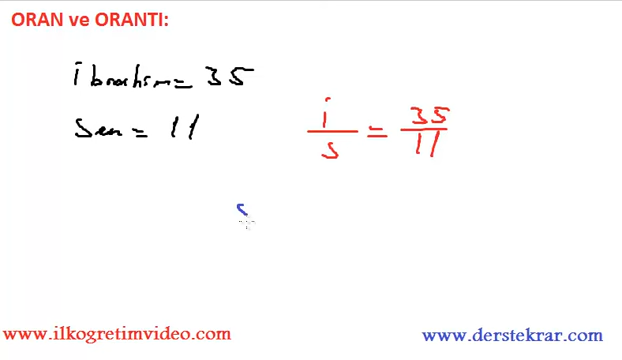 ORAN ve ORANTI:
İbrahim = 35
Sen = 11
i / s = 35 / 11
s
www.ilkogretimvideo.com
www.derstekrar.com